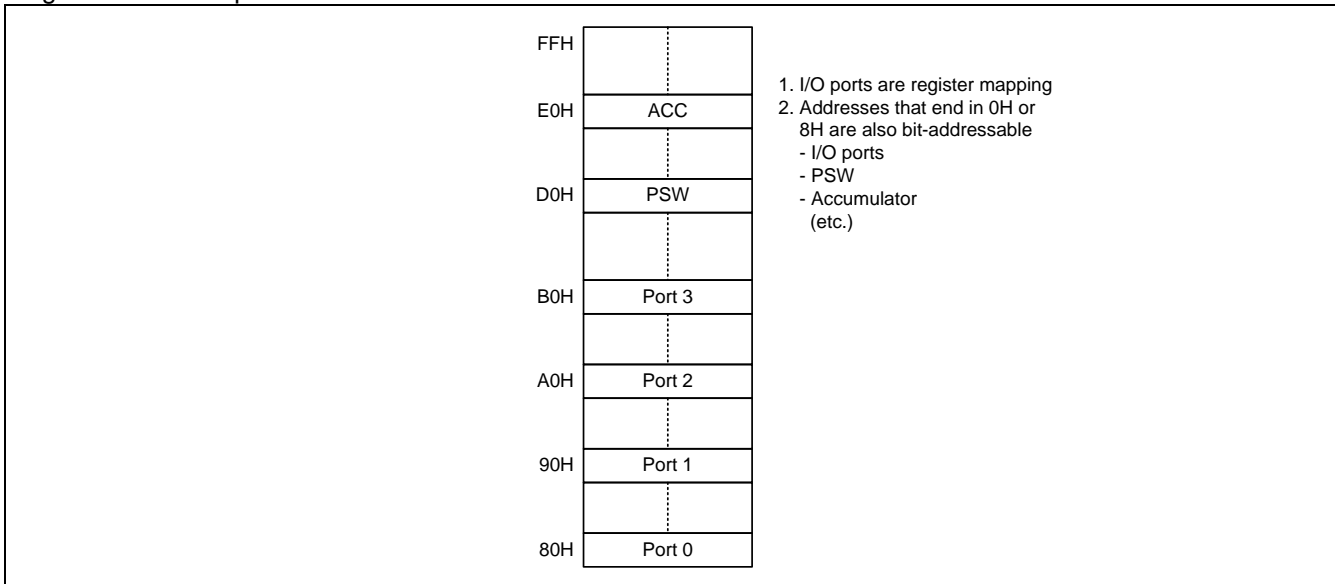 FFH
E0H ACC
D0H PSW
B0H Port 3
A0H Port 2
90H Port 1
80H Port 0
1. I/O ports are register mapping
2. Addresses that end in 0H or
8H are also bit-addressable
- I/O ports
- PSW
- Accumulator
(etc.)